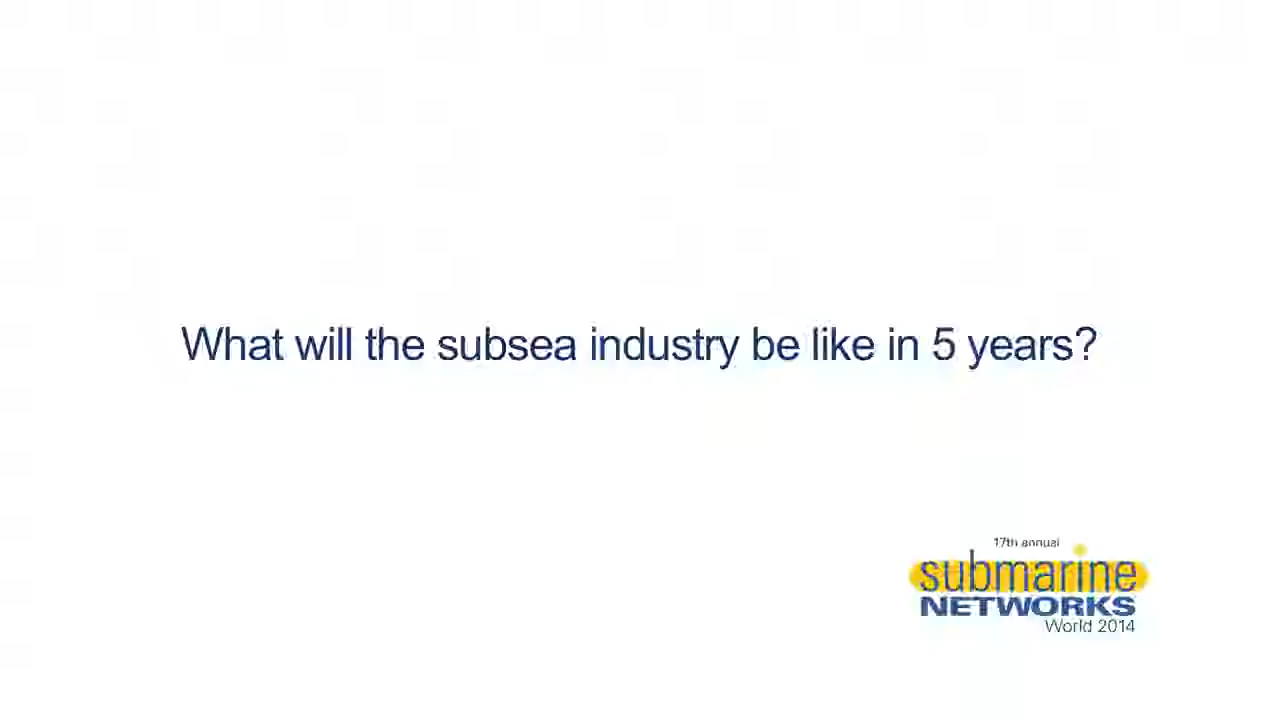 What will the subsea industry be like in 5 years?
17th annual
submarine
NETWORKS
World 2014